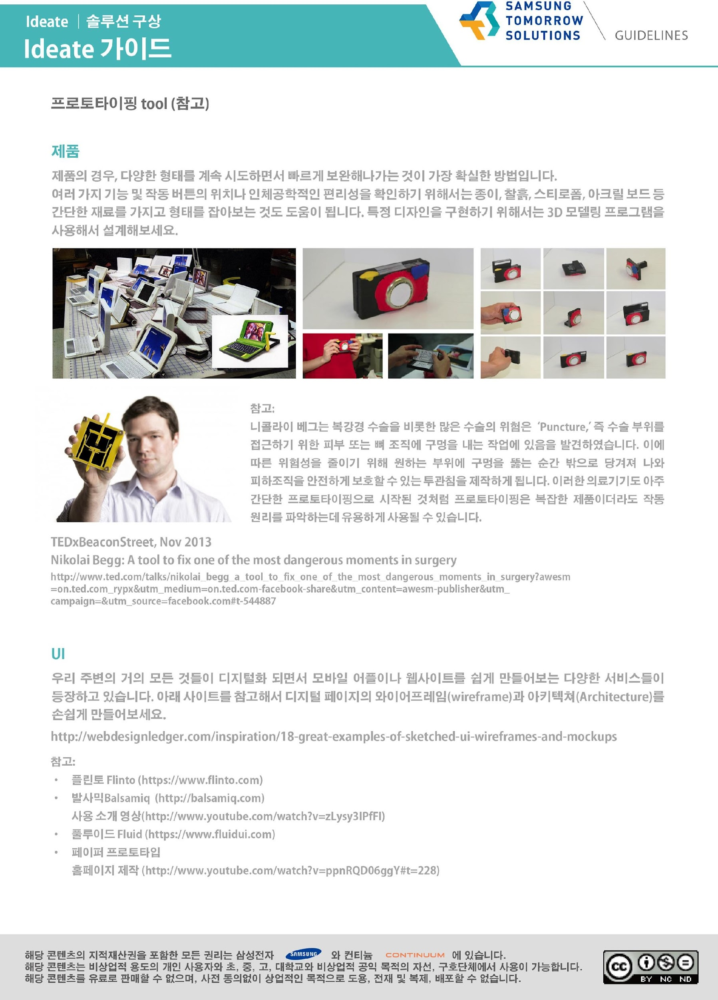 Ideate | 솔루션 구상
Ideate 가이드
SAMSUNG
TOMORROW
SOLUTIONS
GUIDELINES
프로토타이핑 tool (참고)
제품
제품의 경우, 다양한 형태를 계속 시도하면서 빠르게 보완해나가는 것이 가장 확실한 방법입니다.
여러 가지 기능 및 작동 버튼의 위치나 인체공학적인 편리성을 확인하기 위해서는 종이, 찰흙, 스티로폼, 아크릴 보드 등
간단한 재료를 가지고 형태를 잡아보는 것도 도움이 됩니다. 특정 디자인을 구현하기 위해서는 3D 모델링 프로그램을
사용해서 설계해보세요.
참고:
니콜라이 베그는 복강경 수술을 비롯한 많은 수술의 위험은 ‘Puncture,’ 즉 수술 부위를
접근하기 위한 피부 또는 뼈 조직에 구멍을 내는 작업에 있음을 발견하였습니다. 이에
따른 위험성을 줄이기 위해 원하는 부위에 구멍을 뚫는 순간 밖으로 당겨져 나와
피하조직을 안전하게 보호할 수 있는 투관침을 제작하게 됩니다. 이러한 의료기기도 아주
간단한 프로토타이핑으로 시작된 것처럼 프로토타이핑은 복잡한 제품이더라도 작동
원리를 파악하는데 유용하게 사용될 수 있습니다.
TEDxBeaconStreet, Nov 2013
Nikolai Begg: A tool to fix one of the most dangerous moments in surgery
http://www.ted.com/talks/nikolai_begg_a_tool_to_fix_one_of_the_most_dangerous_moments_in_surgery?awesm
=on.ted.com_rypx&utm_medium=on.ted.com-facebook-share&utm_content=awesm-publisher&utm_
campaign=&utm_source=facebook.com#t-544887
UI
우리 주변의 거의 모든 것들이 디지털화 되면서 모바일 어플이나 웹사이트를 쉽게 만들어보는 다양한 서비스들이
등장하고 있습니다. 아래 사이트를 참고해서 디지털 페이지의 와이어프레임(wireframe)과 아키텍쳐(Architecture)를
손쉽게 만들어보세요.
http://webdesignledger.com/inspiration/18-great-examples-of-sketched-ui-wireframes-and-mockups
참고:
• 플린토 Flinto (https://www.flinto.com)
• 발사믹Balsamiq (http://balsamiq.com)
사용 소개 영상(http://www.youtube.com/watch?v=zLysy3IPfFI)
• 풀루이드 Fluid (https://www.fluidui.com)
• 페이퍼 프로토타입
홈페이지 제작 (http://www.youtube.com/watch?v=ppnRQD06ggY#t=228)
해당 콘텐츠의 지적재산권을 포함한 모든 권리는 삼성전자 SAMSUNG 와 컨티늄 CONTINUUM 에 있습니다.
해당 콘텐츠는 비상업적 용도의 개인 사용자와 초, 중, 고, 대학교와 비상업적 공익 목적의 자선, 구호단체에서 사용이 가능합니다.
해당 콘텐츠를 유료로 판매할 수 없으며, 사전 동의없이 상업적인 목적으로 도용, 전재 및 복제, 배포할 수 없습니다.
cc
BY NC ND